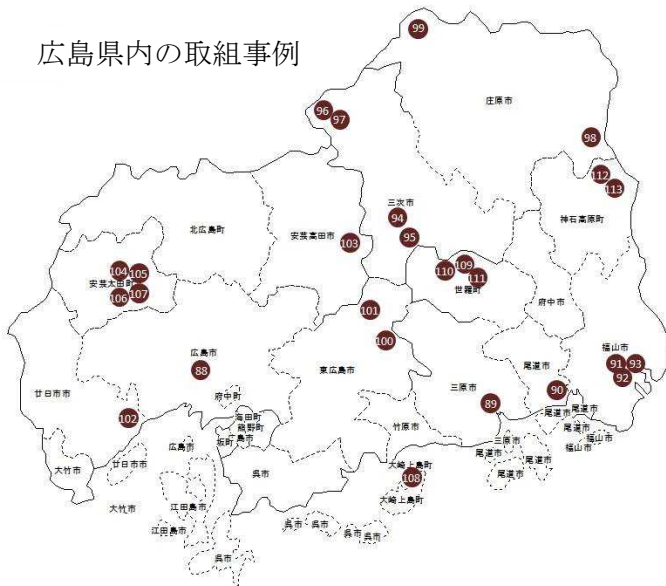 広島県内の取組事例
99
庄原市
96
97
98
112
113
神石高原町
三次市
94
95
北広島町
安芸高田市
103
104
105
安芸太田町
106
107
110
109
111
世羅町
府中市
101
100
広島市
88
東広島市
福山市
91
93
92
尾道市
90
三原市
89
廿日市市
102
府中町
海田町
熊野町
広島市
坂町
竹原市
尾道市
尾道市
尾道市
福山市
福山市
三原市
尾道市
尾道市
尾道市
広島市
呉市
大崎上島町
108
大崎上島町
大竹市
廿日市市
大竹市
江田島市
江田島市
呉市
呉市
呉市
呉市
呉市